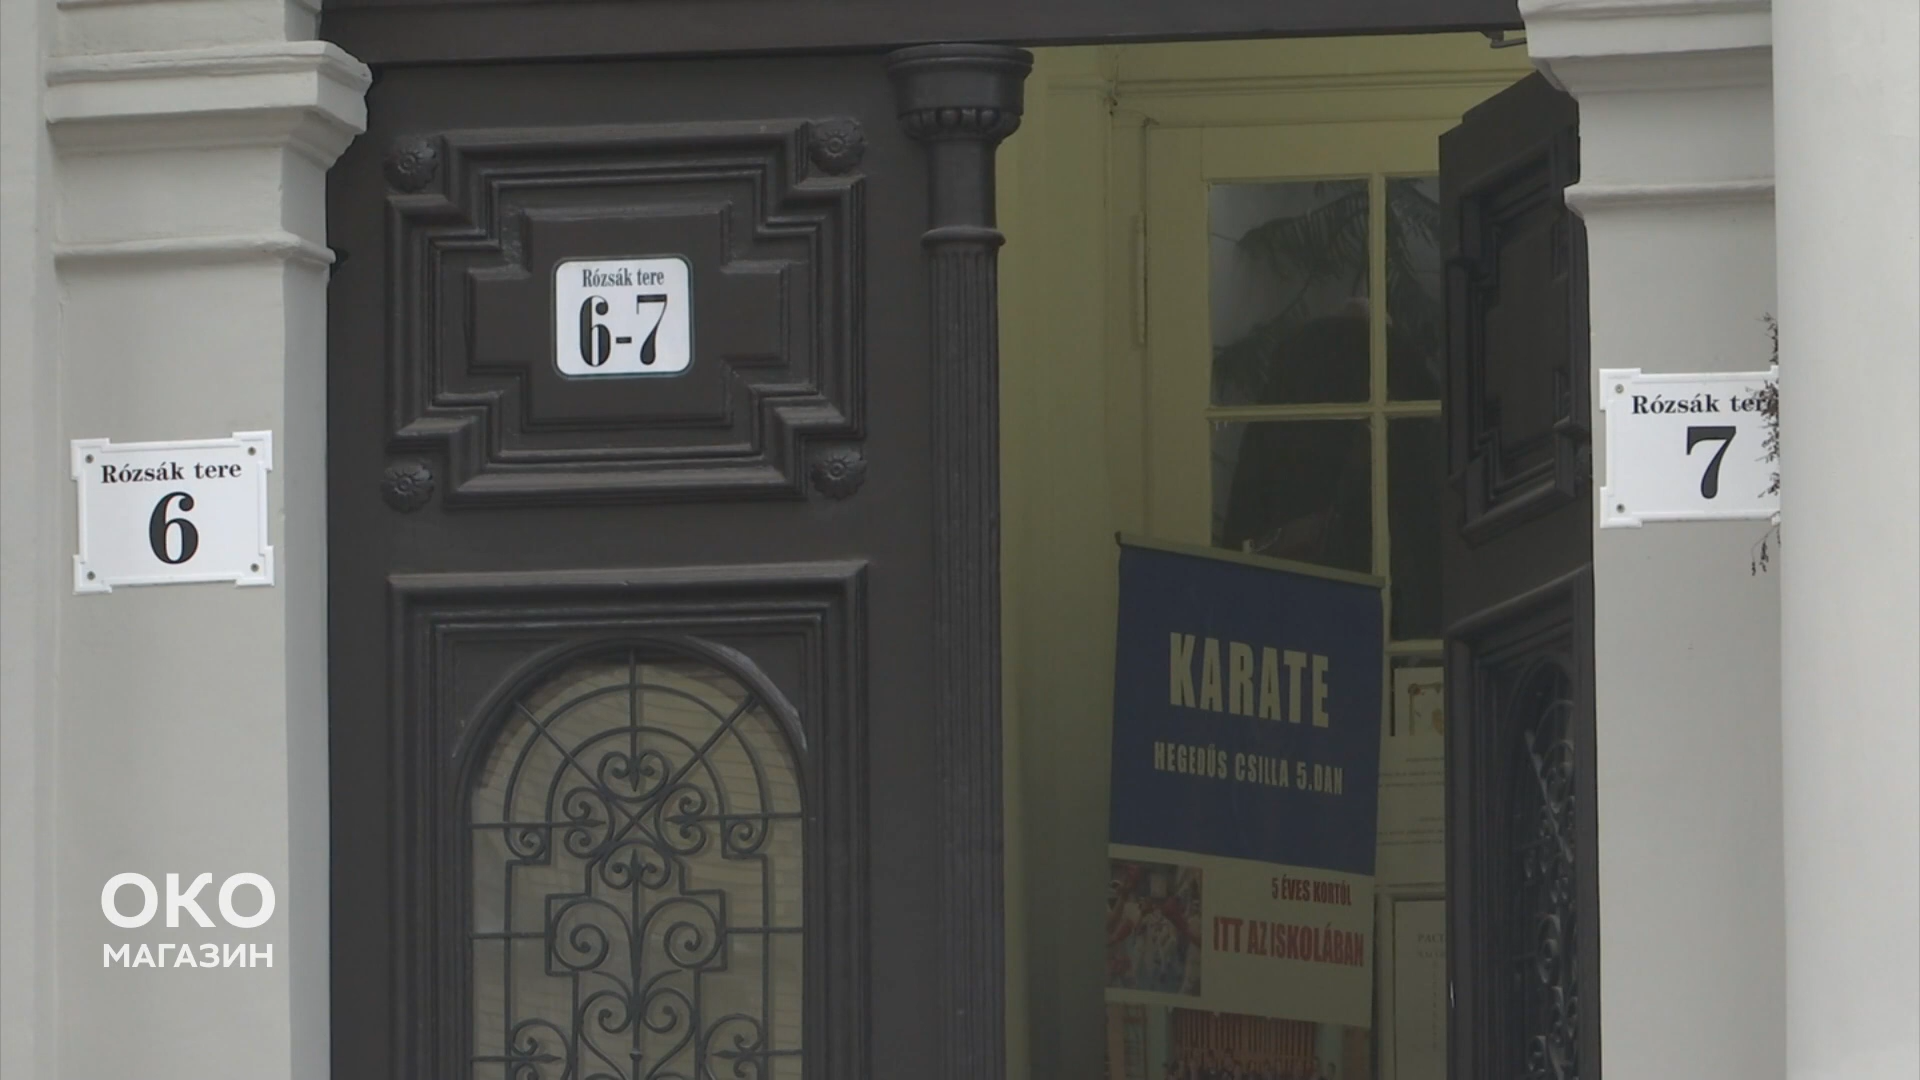 Rózsák tere
6-7
Rózsák tere
6
Rózsák tere
7
KARATE
HEGEDŰS CSILLA 5.DAN
5 ÉVES KORTÓL
ITT AZ ISKOLÁBAN
ОКО
МАГАЗИН